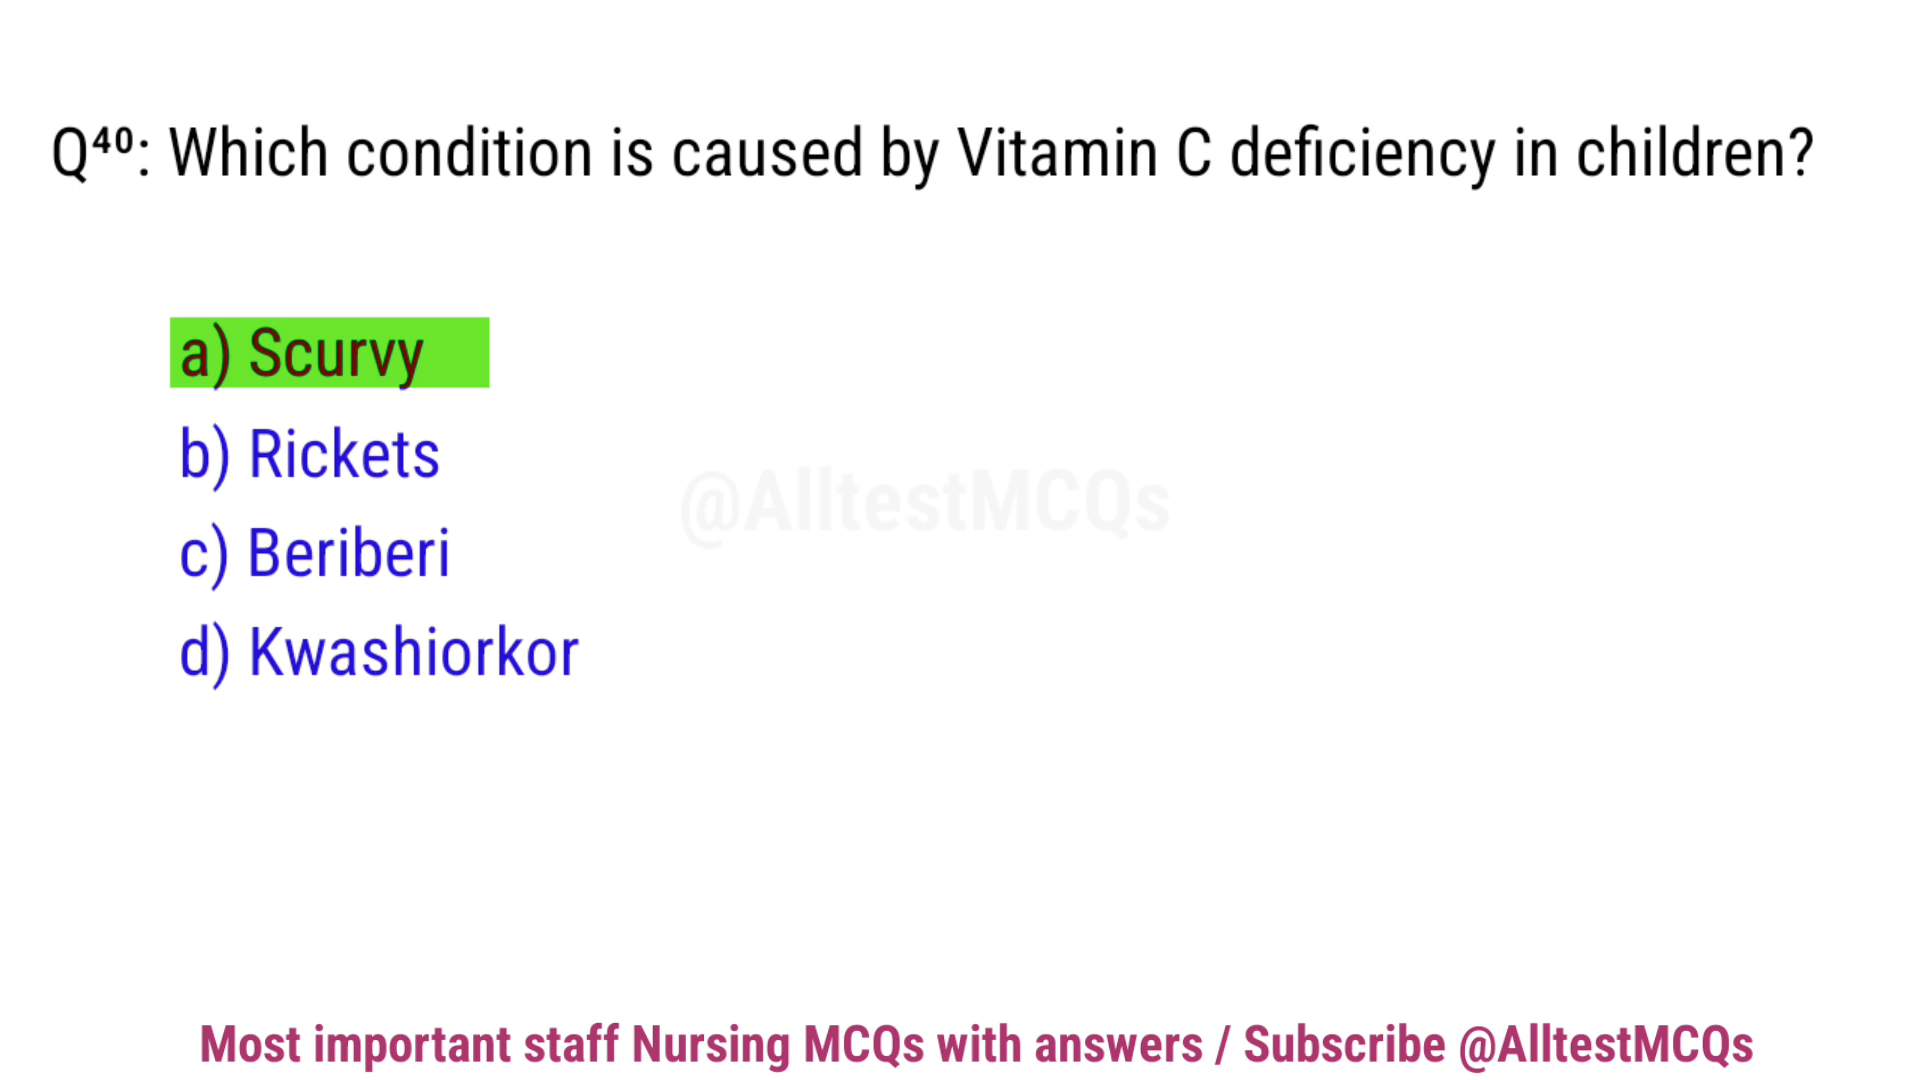 Q⁴⁰: Which condition is caused by Vitamin C deficiency in children?
a) Scurvy
b) Rickets
@AlltestMCQs
c) Beriberi
d) Kwashiorkor
Most important staff Nursing MCQs with answers / Subscribe @AlltestMCQs